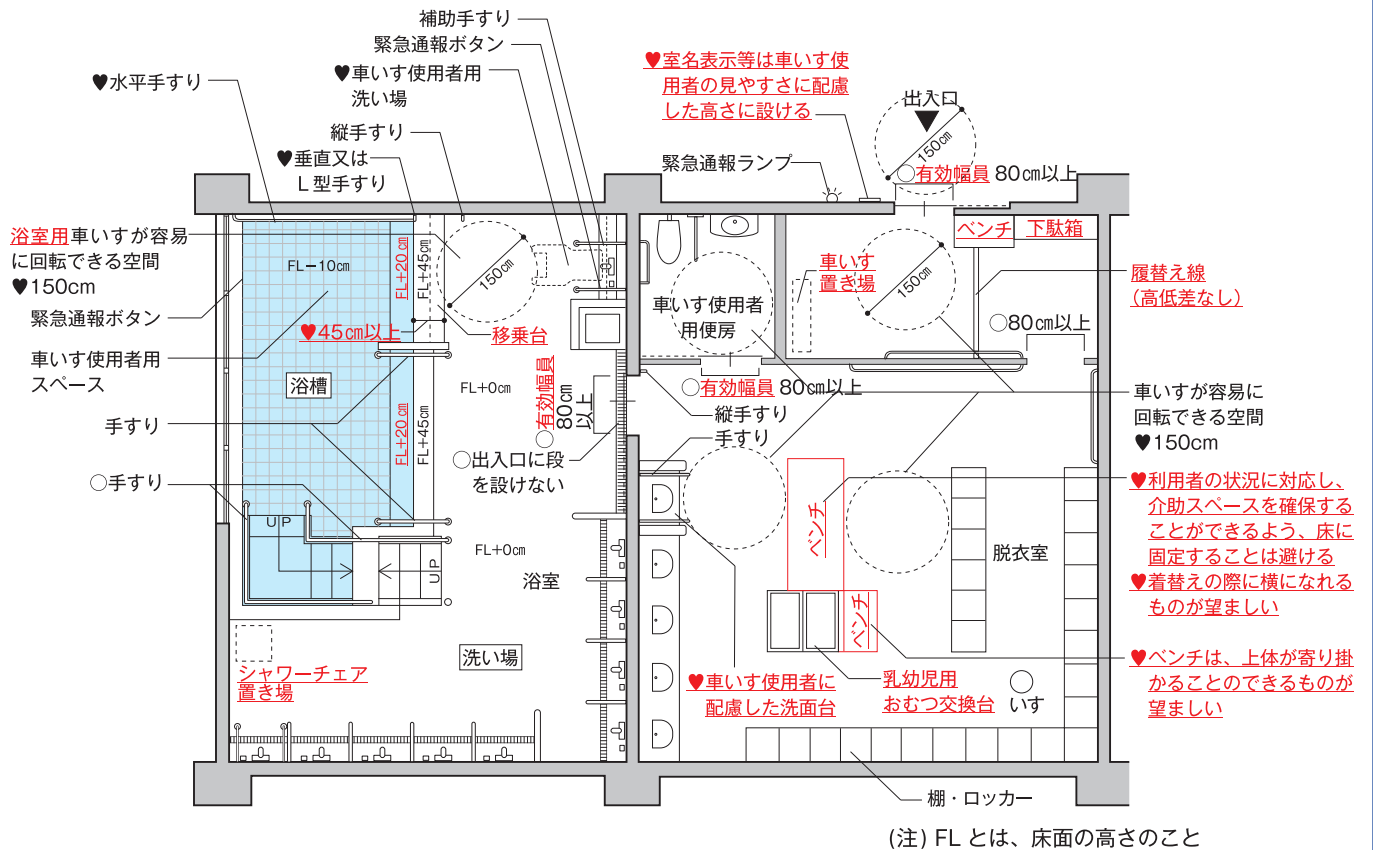 補助手すり
緊急通報ボタン
♥車いす使用者用
洗い場
♥水平手すり
縦手すり
♥垂直又は
L型手すり
♥室名表示等は車いす使
用者の見やすさに配慮
した高さに設ける
緊急通報ランプ
出入口
150㎝
○有効幅員 80㎝以上
浴室用車いすが容易
に回転できる空間
♥150cm
緊急通報ボタン
車いす使用者用
スペース
手すり
○手すり
FL−10㎝
FL+20㎝
FL+45㎝
150㎝
♥45㎝以上
移乗台
浴槽
FL+20㎝
FL+45㎝
FL+0㎝
○有効幅員
80㎝
以上
○出入口に段
を設けない
UP
UP
FL+0㎝
浴室
洗い場
シャワーチェア
置き場
車いす使用者
用便房
○有効幅員 80㎝以上
縦手すり
手すり
車いす
置き場
150㎝
ベンチ
下駄箱
○80㎝以上
履替え線
（高低差なし）
車いすが容易に
回転できる空間
♥150cm
♥利用者の状況に対応し、
介助スペースを確保する
ことができるよう、床に
固定することは避ける
♥着替えの際に横になれる
ものが望ましい
♥ベンチは、上体が寄り掛
かることのできるものが
望ましい
ベンチ
ベンチ
脱衣室
♥車いす使用者に
配慮した洗面台
乳幼児用
おむつ交換台
いす
棚・ロッカー
(注) FL とは、床面の高さのこと